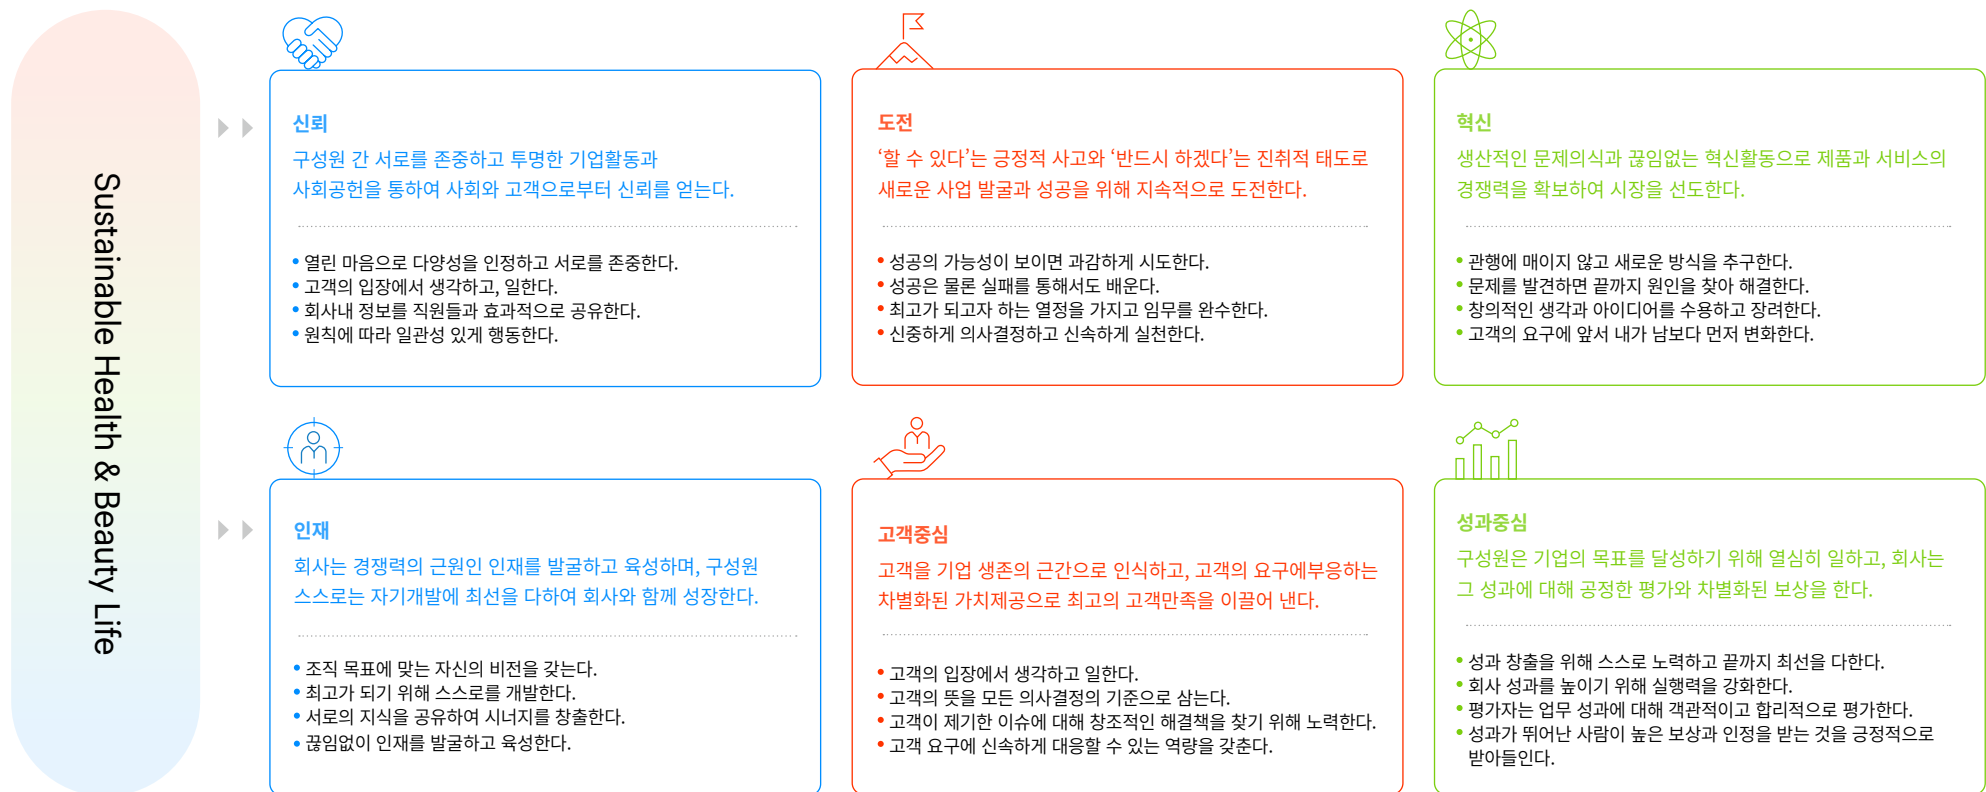 Sustainable Health & Beauty Life
신뢰
구성원 간 서로를 존중하고 투명한 기업활동과
사회공헌을 통하여 사회와 고객으로부터 신뢰를 얻는다.
• 열린 마음으로 다양성을 인정하고 서로를 존중한다.
• 고객의 입장에서 생각하고, 일한다.
• 회사내 정보를 직원들과 효과적으로 공유한다.
• 원칙에 따라 일관성 있게 행동한다.
도전
‘할 수 있다’는 긍정적 사고와 ‘반드시 하겠다’는 진취적 태도로
새로운 사업 발굴과 성공을 위해 지속적으로 도전한다.
• 성공의 가능성이 보이면 과감하게 시도한다.
• 성공은 물론 실패를 통해서도 배운다.
• 최고가 되고자 하는 열정을 가지고 임무를 완수한다.
• 신중하게 의사결정하고 신속하게 실천한다.
혁신
생산적인 문제의식과 끊임없는 혁신활동으로 제품과 서비스의
경쟁력을 확보하여 시장을 선도한다.
• 관행에 매이지 않고 새로운 방식을 추구한다.
• 문제를 발견하면 끝까지 원인을 찾아 해결한다.
• 창의적인 생각과 아이디어를 수용하고 장려한다.
• 고객의 요구에 앞서 내가 남보다 먼저 변화한다.
인재
회사는 경쟁력의 근원인 인재를 발굴하고 육성하며, 구성원
스스로는 자기개발에 최선을 다하여 회사와 함께 성장한다.
• 조직 목표에 맞는 자신의 비전을 갖는다.
• 최고가 되기 위해 스스로를 개발한다.
• 서로의 지식을 공유하여 시너지를 창출한다.
• 끊임없이 인재를 발굴하고 육성한다.
고객중심
고객을 기업 생존의 근간으로 인식하고, 고객의 요구에부응하는
차별화된 가치제공으로 최고의 고객만족을 이끌어 낸다.
• 고객의 입장에서 생각하고 일한다.
• 고객의 뜻을 모든 의사결정의 기준으로 삼는다.
• 고객이 제기한 이슈에 대해 창조적인 해결책을 찾기 위해 노력한다.
• 고객 요구에 신속하게 대응할 수 있는 역량을 갖춘다.
성과중심
구성원은 기업의 목표를 달성하기 위해 열심히 일하고, 회사는
그 성과에 대해 공정한 평가와 차별화된 보상을 한다.
• 성과 창출을 위해 스스로 노력하고 끝까지 최선을 다한다.
• 회사 성과를 높이기 위해 실행력을 강화한다.
• 평가자는 업무 성과에 대해 객관적이고 합리적으로 평가한다.
• 성과가 뛰어난 사람이 높은 보상과 인정을 받는 것을 긍정적으로
받아들인다.